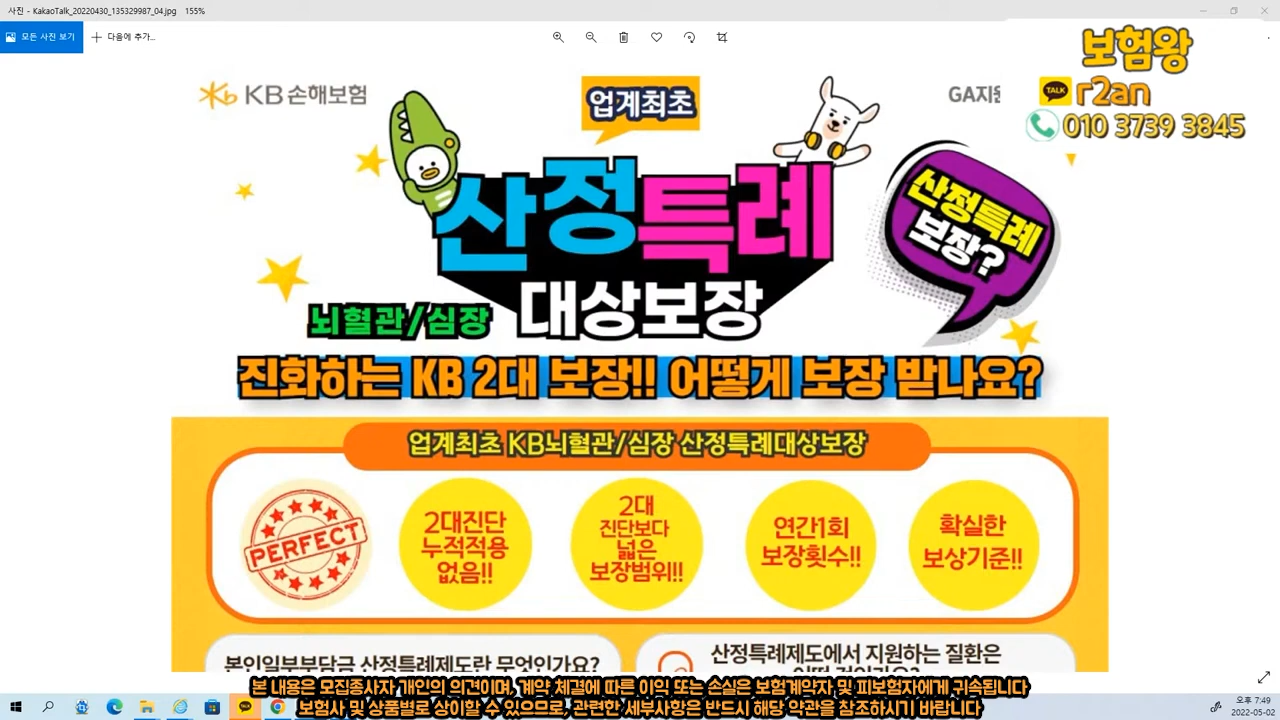 사진 - KakaoTalk_20220430_135329987_04.jpg 155%
모든 사진 보기
다음에 추가...
보험왕
TALK r2an
010 3739 3845
KB 손해보험
업계최초
GA지원
산정특례
대상보장
뇌혈관/심장
산정특례
보장?
진화하는 KB 2대 보장!! 어떻게 보장 받나요?
업계최초 KB뇌혈관/심장 산정특례대상보장
PERFECT
2대진단
누적적용
없음!!
2대
진단보다
넓은
보장범위!!
연간1회
보장횟수!!
확실한
보상기준!!
본인일부부담금 산정특례제도란 무엇인가요?
산정특례제도에서 지원하는 질환은
본 내용은 모집종사자 개인의 의견이며, 계약 체결에 따른 이익 또는 손실은 보험계약자 및 피보험자에게 귀속됩니다
보험사 및 상품별로 상이할 수 있으므로, 관련한 세부사항은 반드시 해당 약관을 참조하시기 바랍니다
오후 7:49
2022-05-02